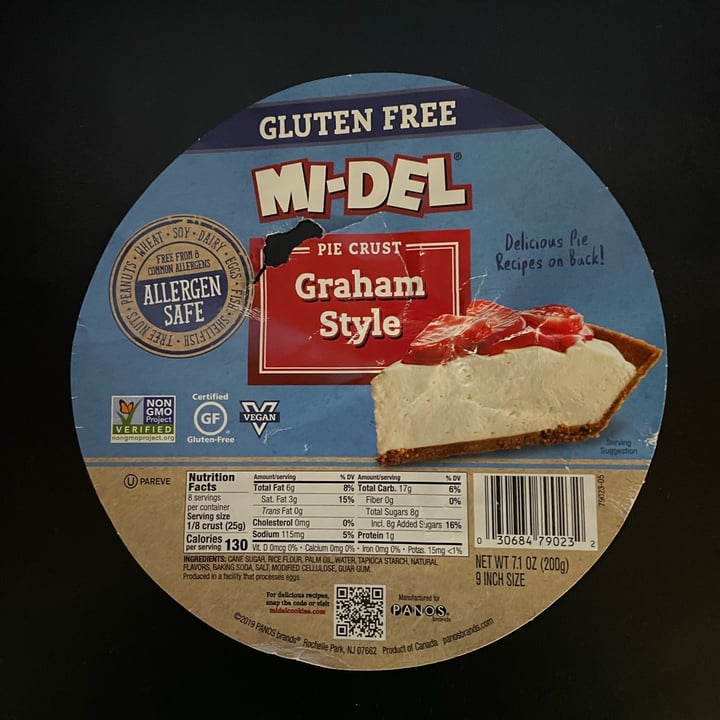 GLUTEN FREE
MI-DEL®
PIE CRUST
Graham
Style
Delicious Pie
Recipes on Back!
PEANUTS • WHEAT • SOY • DAIRY • EGGS • FISH • SHELLFISH • TREE NUTS •
FREE FROM 8
COMMON ALLERGENS
ALLERGEN
SAFE
NON
GMO
Project
VERIFIED
nongmoproject.org
Certified
GF
Gluten-Free
VEGAN
Serving
Suggestion
U PAREVE
Nutrition
Facts
8 servings
per container
Serving size
1/8 crust (25g)
Calories
per serving 130
Amount/serving % DV
Total Fat 6g 8%
Sat. Fat 3g 15%
Trans Fat 0g
Cholesterol 0mg 0%
Sodium 115mg 5%
Amount/serving % DV
Total Carb. 17g 6%
Fiber 0g 0%
Total Sugars 8g
Incl. 8g Added Sugars 16%
Protein 1g
Vit. D 0mcg 0% • Calcium 0mg 0% • Iron 0mg 0% • Potas. 15mg <1%
INGREDIENTS: CANE SUGAR, RICE FLOUR, PALM OIL, WATER, TAPIOCA STARCH, NATURAL
FLAVORS, BAKING SODA, SALT, MODIFIED CELLULOSE, GUAR GUM.
Produced in a facility that processes eggs.
79023-05
0 30684 79023 2
NET WT 7.1 OZ (200g)
9 INCH SIZE
For delicious recipes,
snap the code or visit
midelcookies.com
Manufactured for
PANOS
brands
©2019 PANOS brands® Rochelle Park, NJ 07662 Product of Canada panosbrands.com